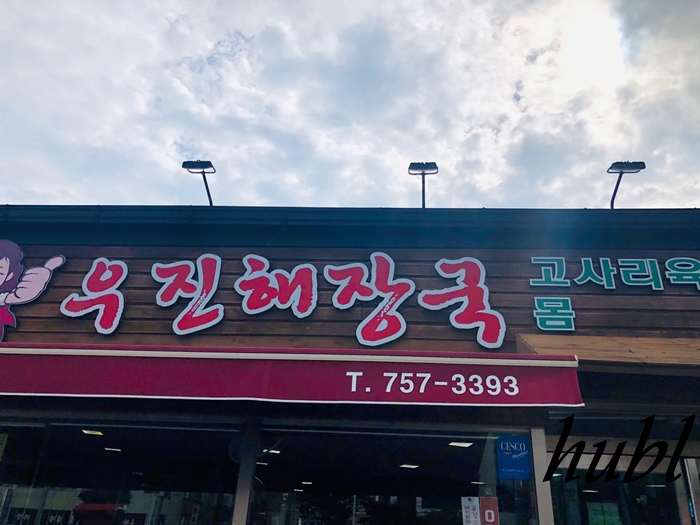 우진해장국
고사리육
몸
T. 757-3393
CESCO
hubl